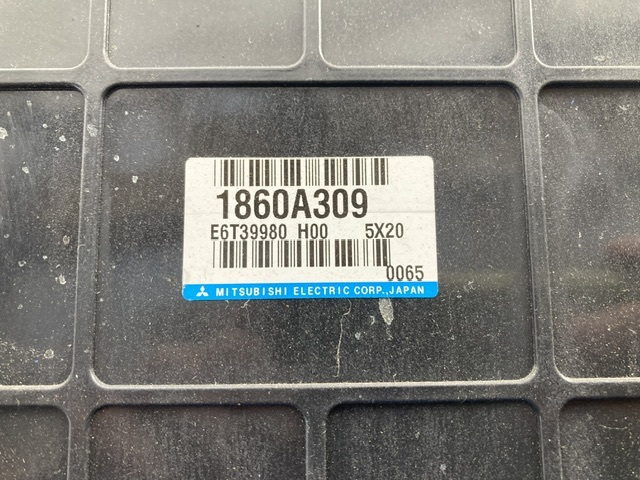 1860A309
E6T39980 H00 5X20
0065
MITSUBISHI ELECTRIC CORP.,JAPAN